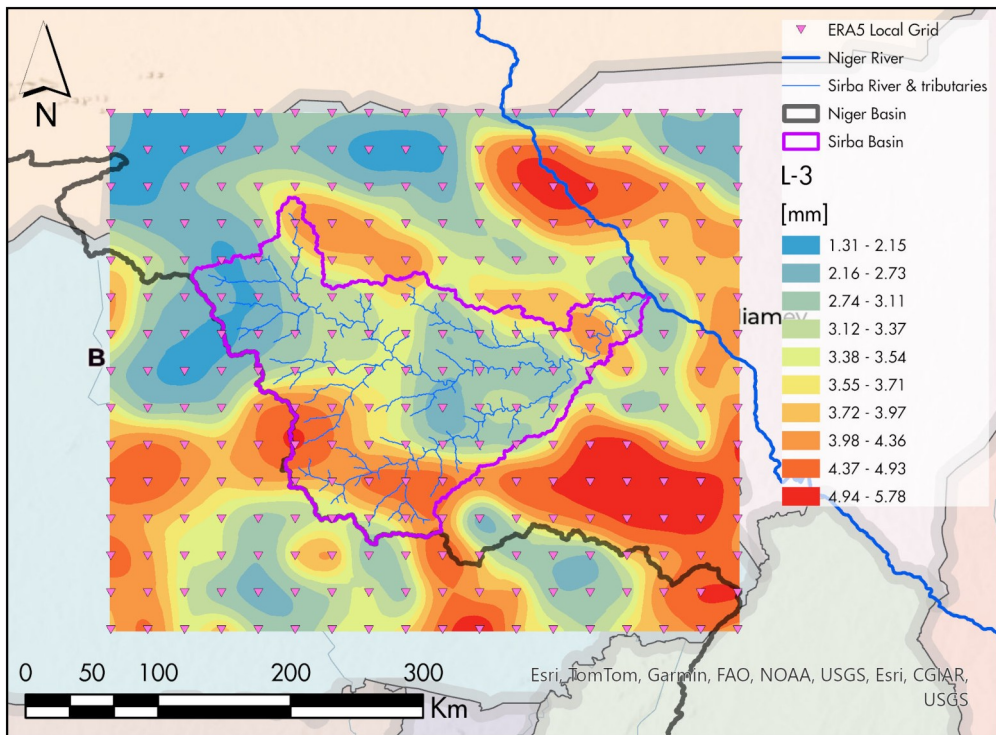 N
ERA5 Local Grid
Niger River
Sirba River & tributaries
Niger Basin
Sirba Basin
L-3
[mm]
1.31 - 2.15
2.16 - 2.73
2.74 - 3.11
3.12 - 3.37
3.38 - 3.54
3.55 - 3.71
3.72 - 3.97
3.98 - 4.36
4.37 - 4.93
4.94 - 5.78
iamey
B
0 50 100 200 300
Km
Esri, TomTom, Garmin, FAO, NOAA, USGS, Esri, CGIAR,
USGS